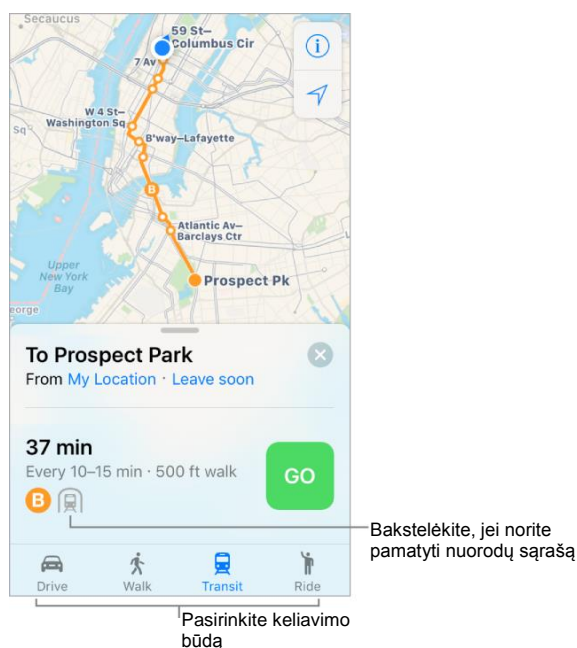 Secaucus
59 St–
Columbus Cir
7 Av
W 4 St–
Washington Sq
Sq
B'way–Lafayette
B
Atlantic Av–
Barclays Ctr
Upper
New York
Bay
Prospect Pk
eorge
To Prospect Park
From My Location · Leave soon
37 min
Every 10–15 min · 500 ft walk
GO
B
Bakstelėkite, jei norite
pamatyti nuorodų sąrašą
Drive
Walk
Transit
Ride
Pasirinkite keliavimo
būdą